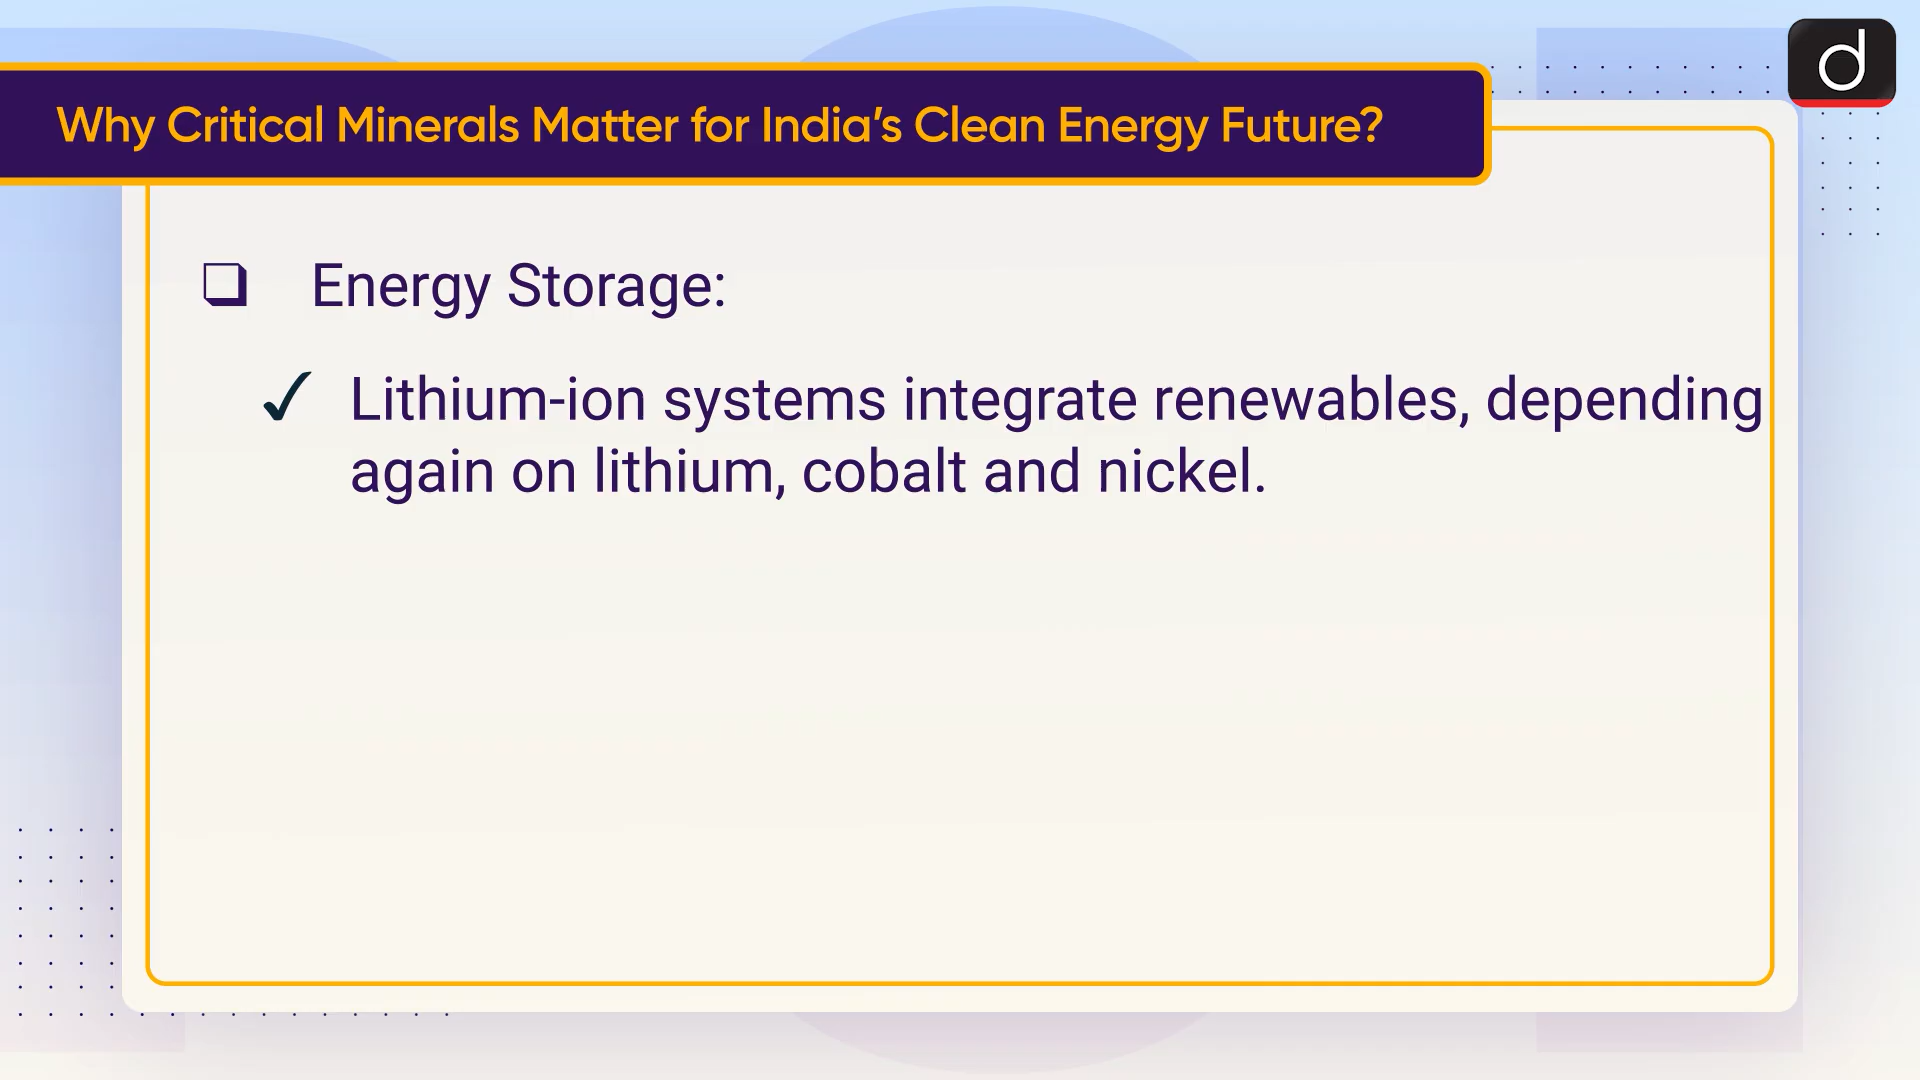 Why Critical Minerals Matter for India’s Clean Energy Future?
d
❑ Energy Storage:
✓ Lithium-ion systems integrate renewables, depending
again on lithium, cobalt and nickel.